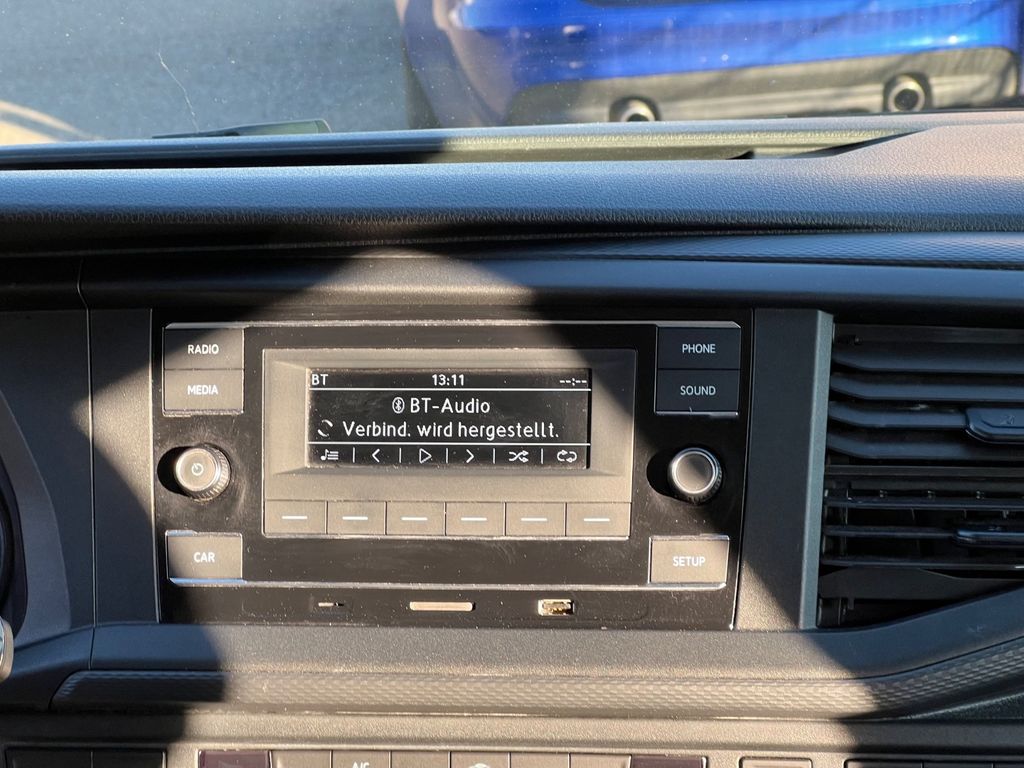 RADIO
MEDIA
PHONE
SOUND
BT 13:11 --:--
BT-Audio
Verbind. wird hergestellt.
CAR
SETUP
A/C